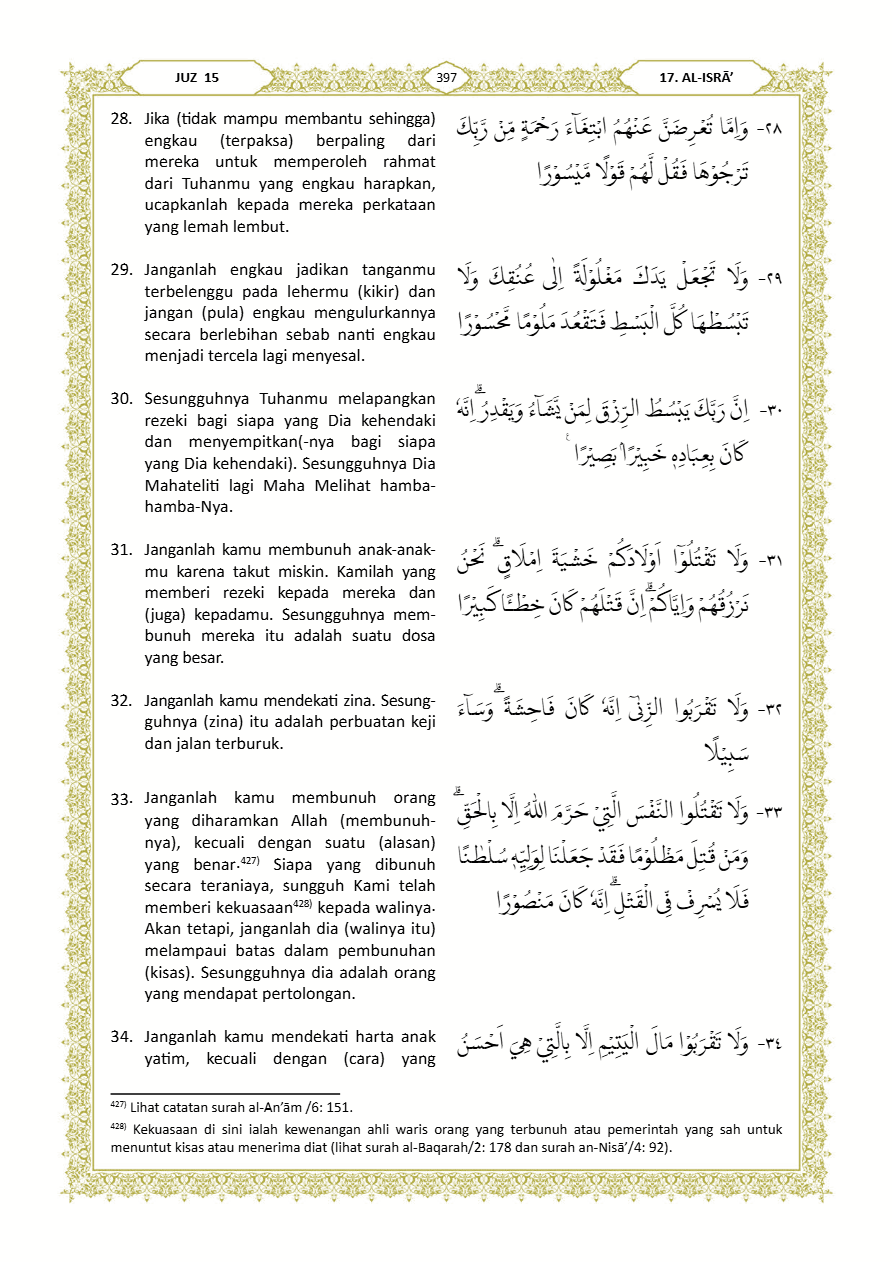 JUZ 15
397
17. AL-ISRĀ’
28. Jika (tidak mampu membantu sehingga)
engkau (terpaksa) berpaling dari
mereka untuk memperoleh rahmat
dari Tuhanmu yang engkau harapkan,
ucapkanlah kepada mereka perkataan
yang lemah lembut.
٢٨- وَاِمَّا تُعْرِضَنَّ عَنْهُمُ ابْتِغَاۤءَ رَحْمَةٍ مِّنْ رَّبِّكَ
تَرْجُوْهَا فَقُلْ لَّهُمْ قَوْلًا مَّيْسُوْرًا
29. Janganlah engkau jadikan tanganmu
terbelenggu pada lehermu (kikir) dan
jangan (pula) engkau mengulurkannya
secara berlebihan sebab nanti engkau
menjadi tercela lagi menyesal.
٢٩- وَلَا تَجْعَلْ يَدَكَ مَغْلُوْلَةً اِلٰى عُنُقِكَ وَلَا
تَبْسُطْهَا كُلَّ الْبَسْطِ فَتَقْعُدَ مَلُوْمًا مَّحْسُوْرًا
30. Sesungguhnya Tuhanmu melapangkan
rezeki bagi siapa yang Dia kehendaki
dan menyempitkan(-nya bagi siapa
yang Dia kehendaki). Sesungguhnya Dia
Mahateliti lagi Maha Melihat hamba-
hamba-Nya.
٣٠- اِنَّ رَبَّكَ يَبْسُطُ الرِّزْقَ لِمَنْ يَّشَاۤءُ وَيَقْدِرُۗ اِنَّهٗ
كَانَ بِعِبَادِهٖ خَبِيْرًاۢ بَصِيْرًا ࣖ
31. Janganlah kamu membunuh anak-anak-
mu karena takut miskin. Kamilah yang
memberi rezeki kepada mereka dan
(juga) kepadamu. Sesungguhnya mem-
bunuh mereka itu adalah suatu dosa
yang besar.
٣١- وَلَا تَقْتُلُوْٓا اَوْلَادَكُمْ خَشْيَةَ اِمْلَاقٍۗ نَحْنُ
نَرْزُقُهُمْ وَاِيَّاكُمْۗ اِنَّ قَتْلَهُمْ كَانَ خِطْـًٔا كَبِيْرًا
32. Janganlah kamu mendekati zina. Sesung-
guhnya (zina) itu adalah perbuatan keji
dan jalan terburuk.
٣٢- وَلَا تَقْرَبُوا الزِّنٰىٓ اِنَّهٗ كَانَ فَاحِشَةًۗ وَسَاۤءَ
سَبِيْلًا
33. Janganlah kamu membunuh orang
yang diharamkan Allah (membunuh-
nya), kecuali dengan suatu (alasan)
yang benar.427) Siapa yang dibunuh
secara teraniaya, sungguh Kami telah
memberi kekuasaan428) kepada walinya.
Akan tetapi, janganlah dia (walinya itu)
melampaui batas dalam pembunuhan
(kisas). Sesungguhnya dia adalah orang
yang mendapat pertolongan.
٣٣- وَلَا تَقْتُلُوا النَّفْسَ الَّتِيْ حَرَّمَ اللّٰهُ اِلَّا بِالْحَقِّۗ
وَمَنْ قُتِلَ مَظْلُوْمًا فَقَدْ جَعَلْنَا لِوَلِيِّهٖ سُلْطٰنًا
فَلَا يُسْرِفْ فِّى الْقَتْلِۗ اِنَّهٗ كَانَ مَنْصُوْرًا
34. Janganlah kamu mendekati harta anak
yatim, kecuali dengan (cara) yang
٣٤- وَلَا تَقْرَبُوْا مَالَ الْيَتِيْمِ اِلَّا بِالَّتِيْ هِيَ اَحْسَنُ
427) Lihat catatan surah al-An’ām /6: 151.
428) Kekuasaan di sini ialah kewenangan ahli waris orang yang terbunuh atau pemerintah yang sah untuk
menuntut kisas atau menerima diat (lihat surah al-Baqarah/2: 178 dan surah an-Nisā’/4: 92).